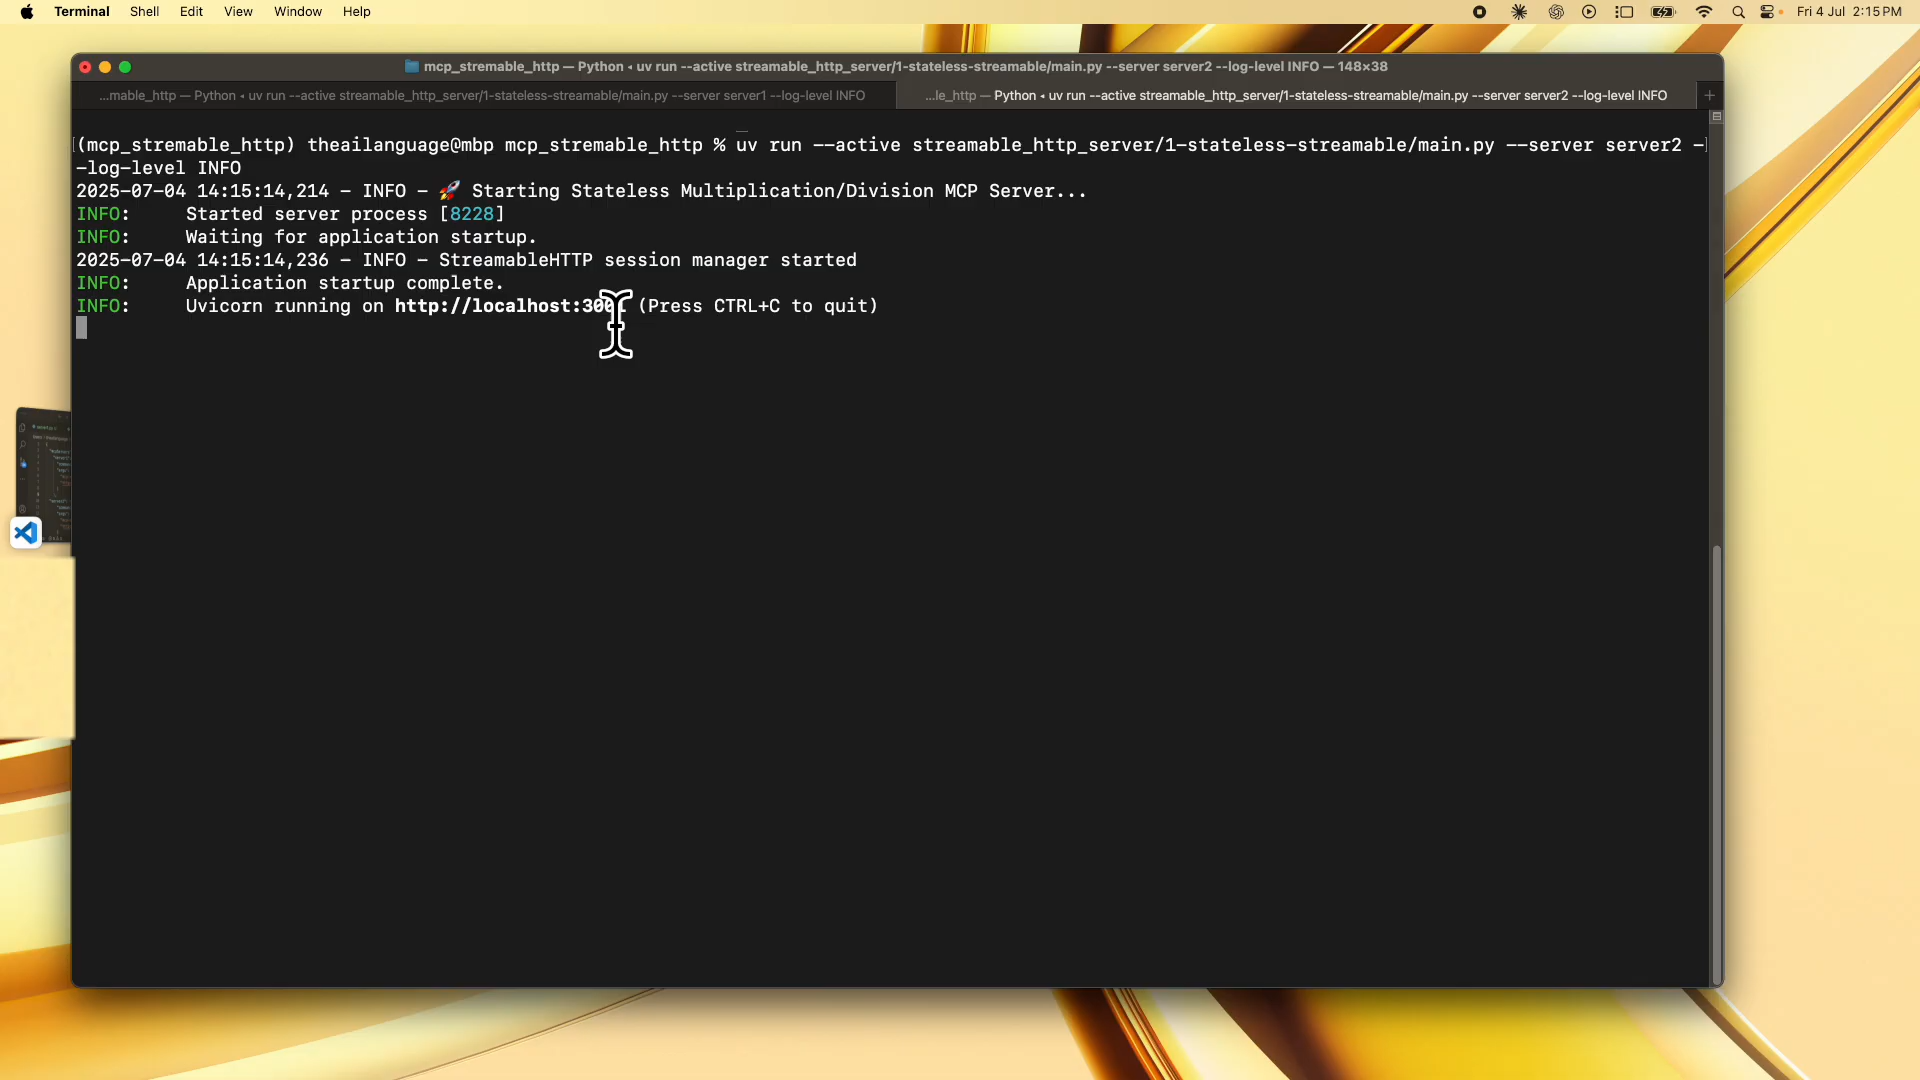 Terminal Shell Edit View Window Help
Fri 4 Jul 2:15 PM
mcp_stremable_http — Python ◂ uv run --active streamable_http_server/1-stateless-streamable/main.py --server server2 --log-level INFO — 148×38
...mable_http — Python ◂ uv run --active streamable_http_server/1-stateless-streamable/main.py --server server1 --log-level INFO
...le_http — Python ◂ uv run --active streamable_http_server/1-stateless-streamable/main.py --server server2 --log-level INFO
(mcp_stremable_http) theailanguage@mbp mcp_stremable_http % uv run --active streamable_http_server/1-stateless-streamable/main.py --server server2 -
-log-level INFO
2025-07-04 14:15:14,214 - INFO - 🚀 Starting Stateless Multiplication/Division MCP Server...
INFO: Started server process [8228]
INFO: Waiting for application startup.
2025-07-04 14:15:14,236 - INFO - StreamableHTTP session manager started
INFO: Application startup complete.
INFO: Uvicorn running on http://localhost:3001 (Press CTRL+C to quit)